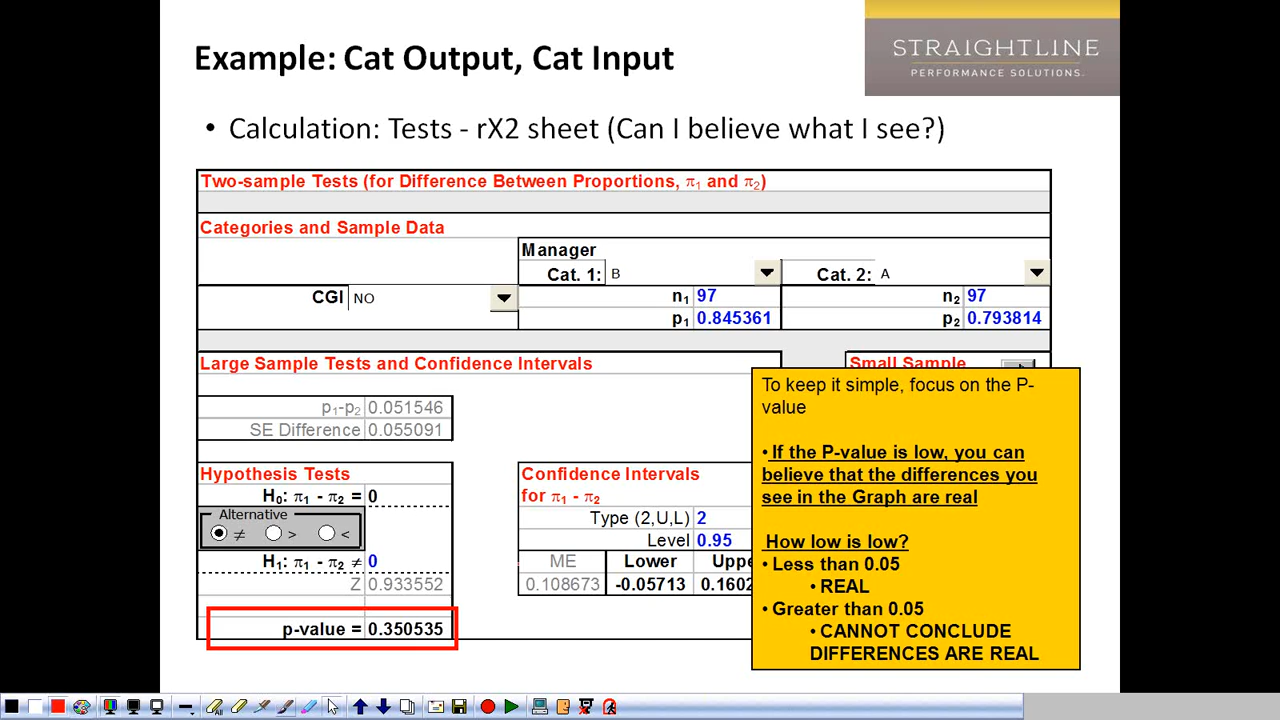 Example: Cat Output, Cat Input
STRAIGHTLINE
PERFORMANCE SOLUTIONS.
• Calculation: Tests - rX2 sheet (Can I believe what I see?)
Two-sample Tests (for Difference Between Proportions, π1 and π2)
Categories and Sample Data
Manager
Cat. 1: B Cat. 2: A
CGI NO n1 97 n2 97
p1 0.845361 p2 0.793814
Large Sample Tests and Confidence Intervals Small Sample
p1-p2 0.051546
SE Difference 0.055091
Hypothesis Tests
H0: π1 - π2 = 0
Alternative
≠ > <
H1: π1 - π2 ≠ 0
Z 0.933552
p-value = 0.350535
Confidence Intervals
for π1 - π2
Type (2,U,L) 2
Level 0.95
ME Lower Uppe
0.108673 -0.05713 0.1602
To keep it simple, focus on the P-
value
• If the P-value is low, you can
believe that the differences you
see in the Graph are real
How low is low?
• Less than 0.05
• REAL
• Greater than 0.05
• CANNOT CONCLUDE
DIFFERENCES ARE REAL